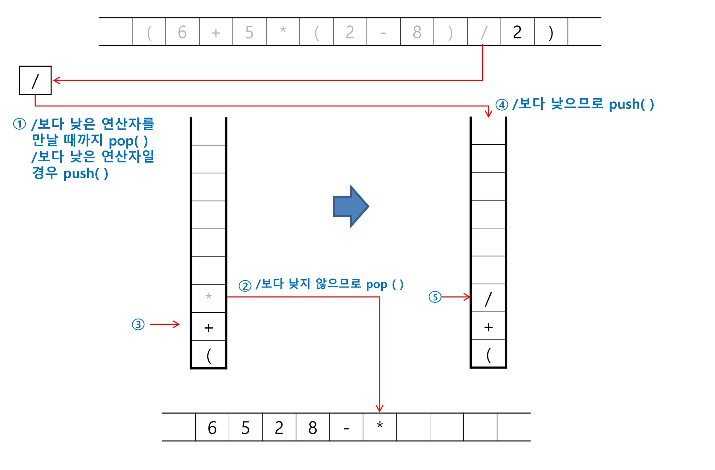 ( 6 + 5 * ( 2 - 8 ) / 2 )
/
④ /보다 낮으므로 push( )
① /보다 낮은 연산자를
만날 때까지 pop( )
/보다 낮은 연산자일
경우 push( )
② /보다 낮지 않으므로 pop ( )
*
③
+
(
⑤
/
+
(
6 5 2 8 - *